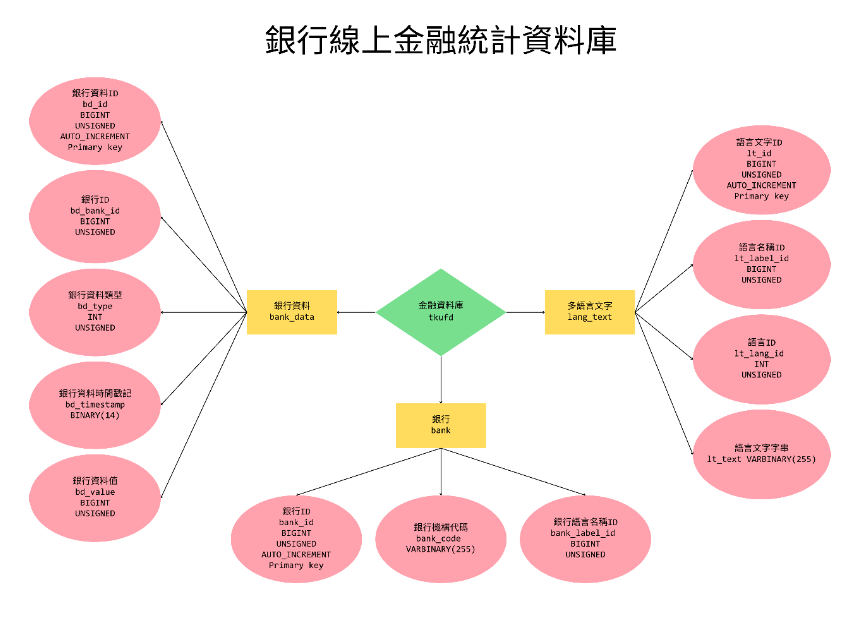 銀行線上金融統計資料庫
銀行資料ID
bd_id
BIGINT
UNSIGNED
AUTO_INCREMENT
Primary key
銀行ID
bd_bank_id
BIGINT
UNSIGNED
銀行資料類型
bd_type
INT
UNSIGNED
銀行資料時間戳記
bd_timestamp
BINARY(14)
銀行資料值
bd_value
BIGINT
UNSIGNED
銀行資料
bank_data
金融資料庫
tkufd
多語言文字
lang_text
銀行
bank
銀行ID
bank_id
BIGINT
UNSIGNED
AUTO_INCREMENT
Primary key
銀行機構代碼
bank_code
VARBINARY(255)
銀行語言名稱ID
bank_label_id
BIGINT
UNSIGNED
語言文字ID
lt_id
BIGINT
UNSIGNED
AUTO_INCREMENT
Primary key
語言名稱ID
lt_label_id
BIGINT
UNSIGNED
語言ID
lt_lang_id
INT
UNSIGNED
語言文字字串
lt_text VARBINARY(255)